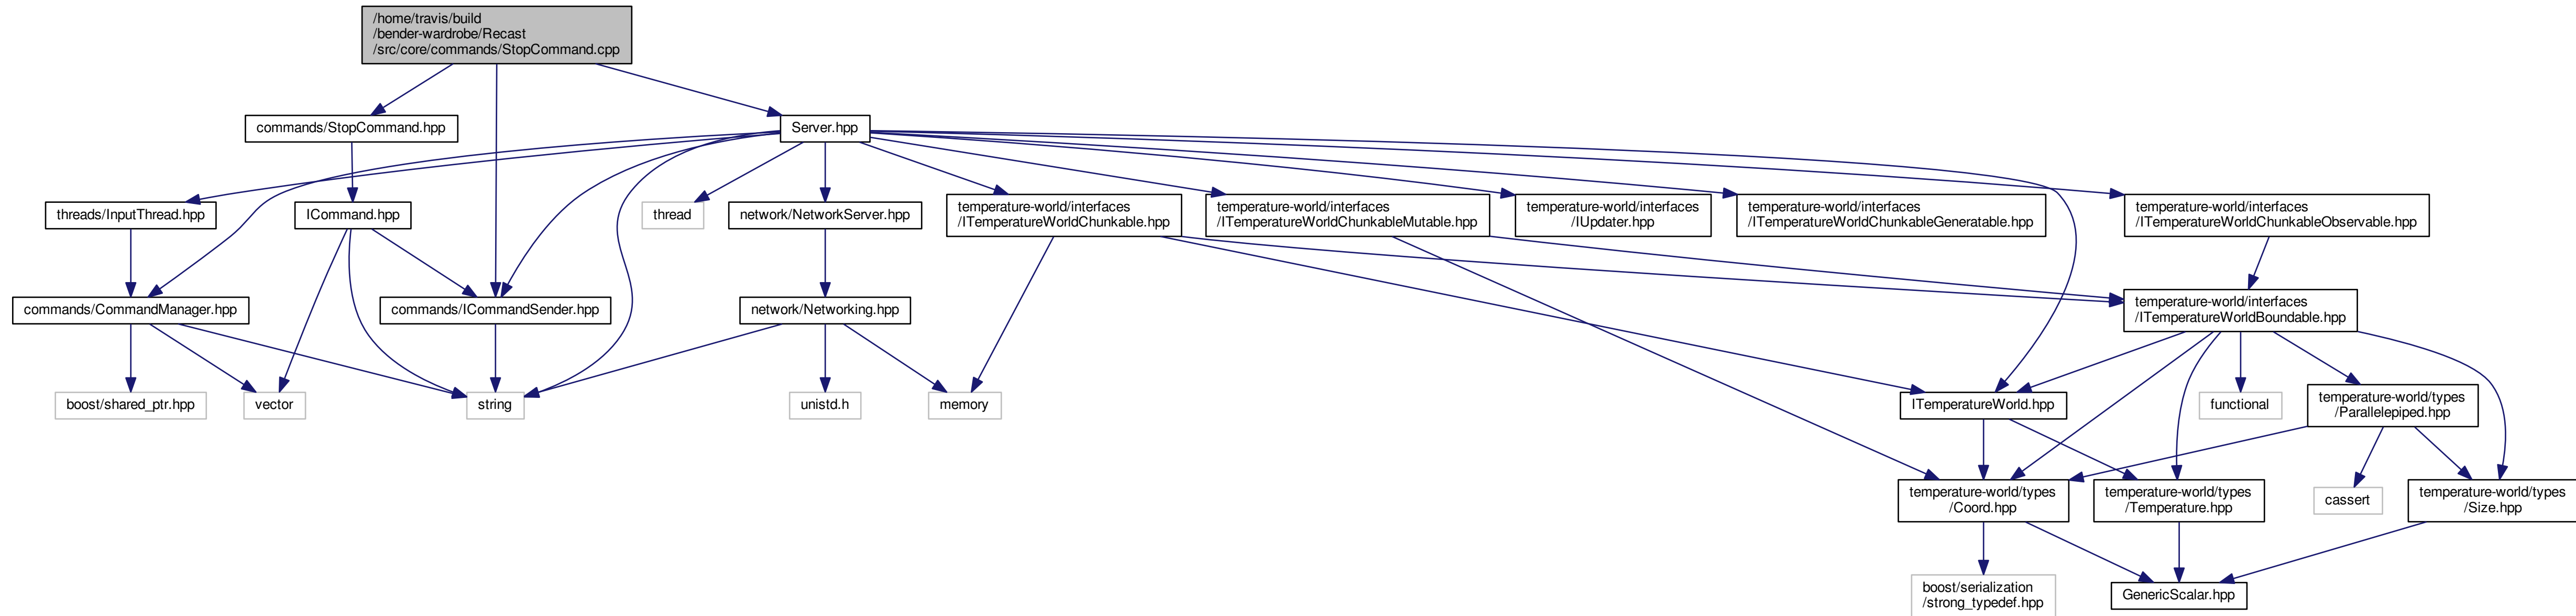 /home/travis/build
/bender-wardrobe/Recast
/src/core/commands/StopCommand.cpp
commands/StopCommand.hpp
Server.hpp
threads/InputThread.hpp
ICommand.hpp
thread
network/NetworkServer.hpp
temperature-world/interfaces
/ITemperatureWorldChunkable.hpp
temperature-world/interfaces
/ITemperatureWorldChunkableMutable.hpp
temperature-world/interfaces
/IUpdater.hpp
temperature-world/interfaces
/ITemperatureWorldChunkableGeneratable.hpp
temperature-world/interfaces
/ITemperatureWorldChunkableObservable.hpp
commands/CommandManager.hpp
commands/ICommandSender.hpp
network/Networking.hpp
temperature-world/interfaces
/ITemperatureWorldBoundable.hpp
boost/shared_ptr.hpp
vector
string
unistd.h
memory
ITemperatureWorld.hpp
functional
temperature-world/types
/Parallelepiped.hpp
temperature-world/types
/Coord.hpp
temperature-world/types
/Temperature.hpp
cassert
temperature-world/types
/Size.hpp
boost/serialization
/strong_typedef.hpp
GenericScalar.hpp